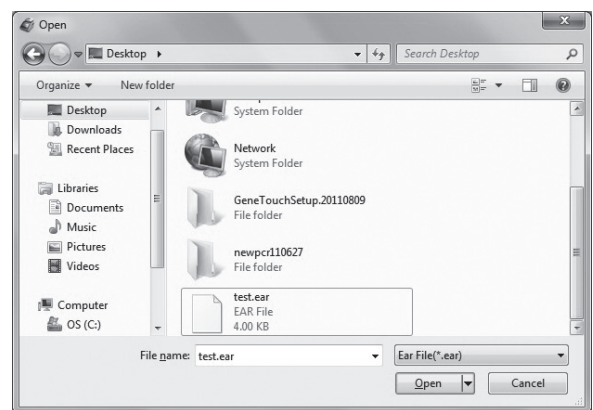 Open
Desktop
Search Desktop
Organize
New folder
Desktop
Downloads
Recent Places
Libraries
Documents
Music
Pictures
Videos
Computer
OS (C:)
System Folder
Network
System Folder
GeneTouchSetup.20110809
File folder
newpcr110627
File folder
test.ear
EAR File
4.00 KB
File name: test.ear
Ear File(*.ear)
Open
Cancel